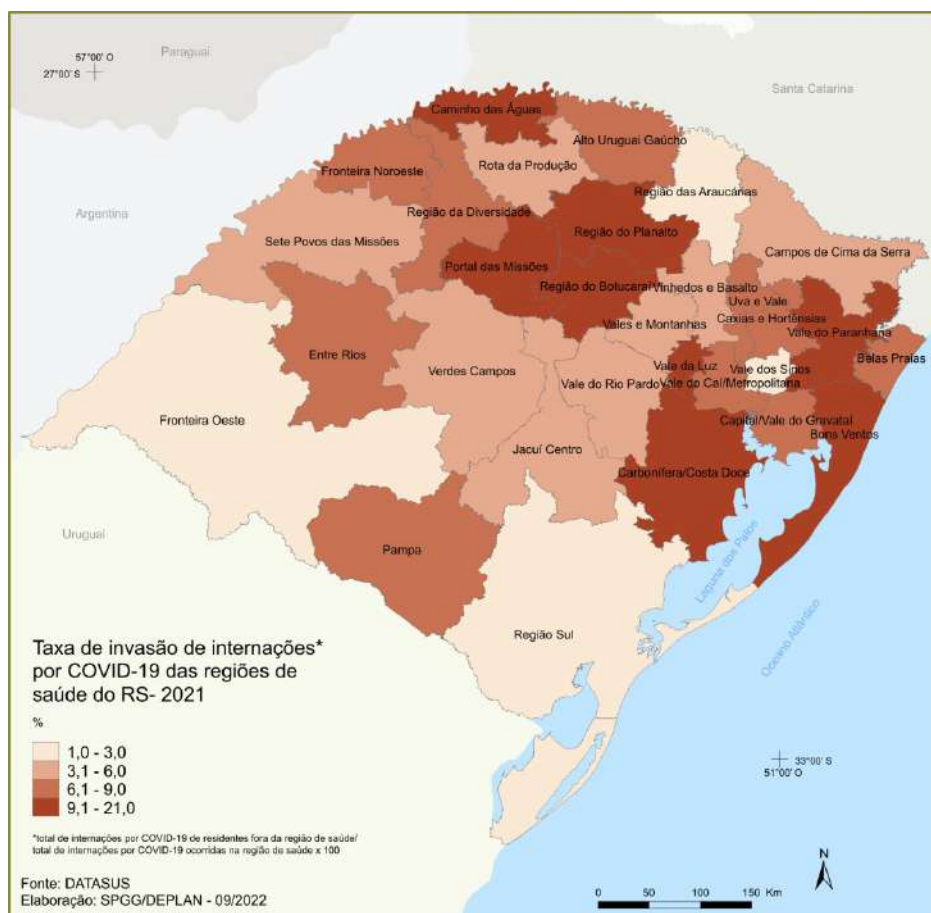 Paraguai
57°00' O
27°00' S
Santa Catarina
Caminho das Águas
Alto Uruguai Gaúcho
Fronteira Noroeste
Rota da Produção
Região das Araucárias
Argentina
Região da Diversidade
Sete Povos das Missões
Região do Planalto
Campos de Cima da Serra
Portal das Missões
Região do Botucaraí
Vinhedos e Basalto
Uva e Vale
Caxias e Hortênsias
Vales e Montanhas
Vale do Paranhana
Entre Rios
Belas Praias
Verdes Campos
Vale da Luz
Vale dos Sinos
Vale do Rio Pardo
Vale do Caí/Metropolitana
Fronteira Oeste
Capital/Vale do Gravataí
Bons Ventos
Jacuí Centro
Carbonífera/Costa Doce
Uruguai
Pampa
Laguna dos Patos
Região Sul
Oceano Atlântico
Taxa de invasão de internações*
por COVID-19 das regiões de
saúde do RS- 2021
%
1,0 - 3,0
3,1 - 6,0
6,1 - 9,0
9,1 - 21,0
33°00' S
51°00' O
*total de internações por COVID-19 de residentes fora da região de saúde/
total de internações por COVID-19 ocorridas na região de saúde x 100
Fonte: DATASUS
Elaboração: SPGG/DEPLAN - 09/2022
N
0 50 100 150 Km